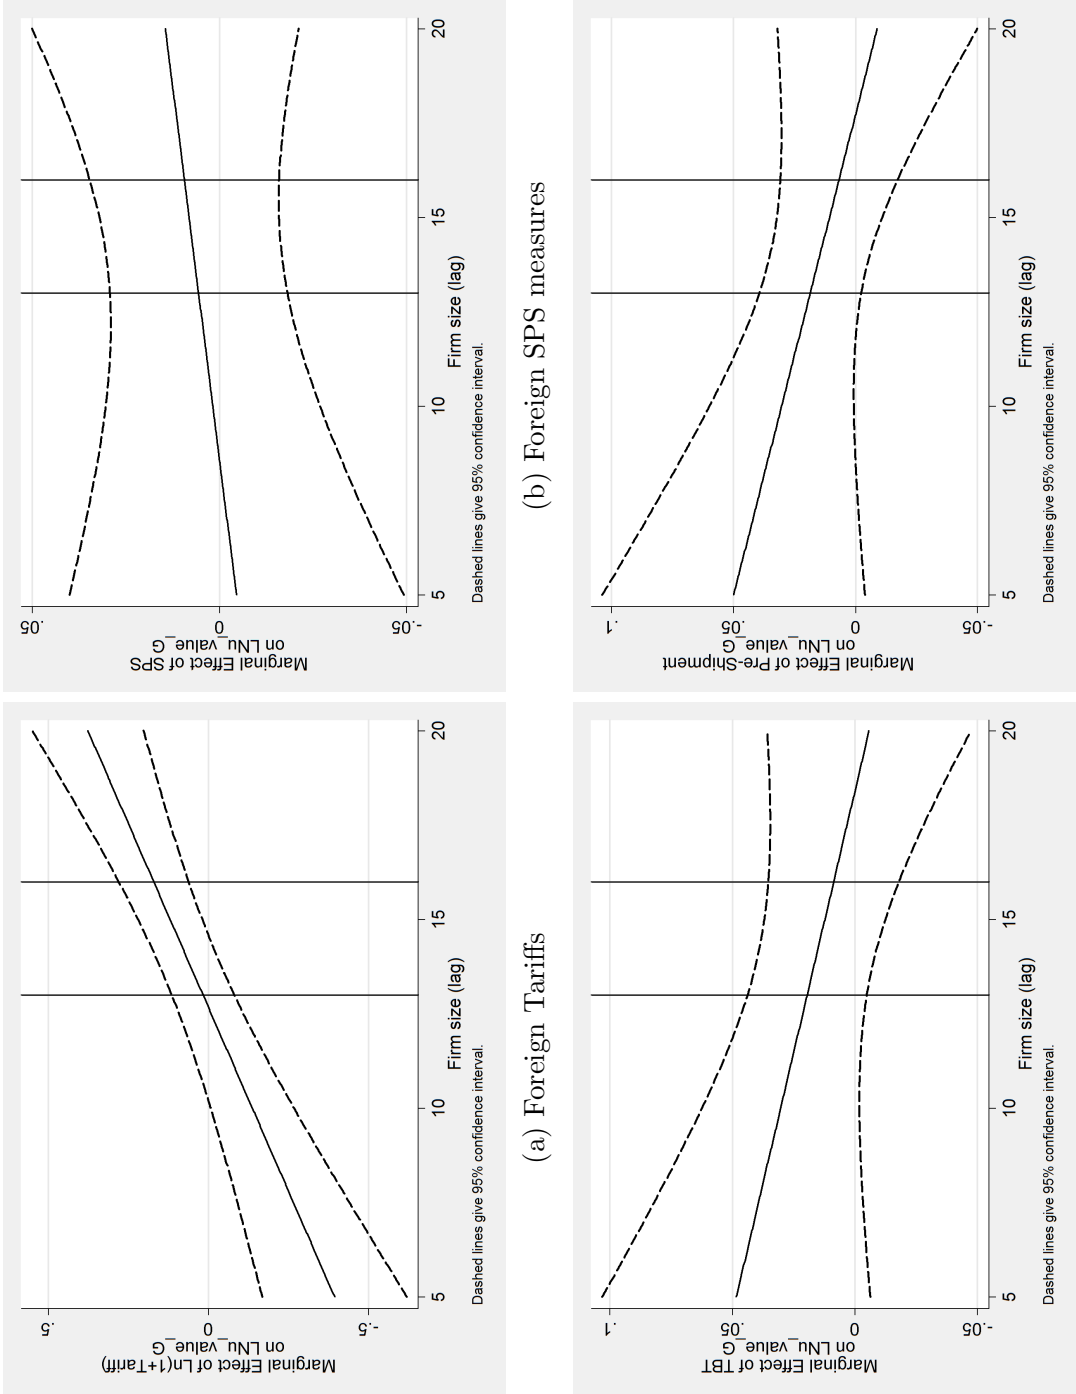 Marginal Effect of Ln(1+Tariff)
on LNu_value_G
.5
0
-.5
5
10
15
20
Firm size (lag)
Dashed lines give 95% confidence interval.
(a) Foreign Tariffs
Marginal Effect of SPS
on LNu_value_G
.05
0
-.05
5
10
15
20
Firm size (lag)
Dashed lines give 95% confidence interval.
(b) Foreign SPS measures
Marginal Effect of TBT
on LNu_value_G
.1
.05
0
-.05
5
10
15
20
Firm size (lag)
Dashed lines give 95% confidence interval.
Marginal Effect of Pre-Shipment
on LNu_value_G
.1
.05
0
-.05
5
10
15
20
Firm size (lag)
Dashed lines give 95% confidence interval.